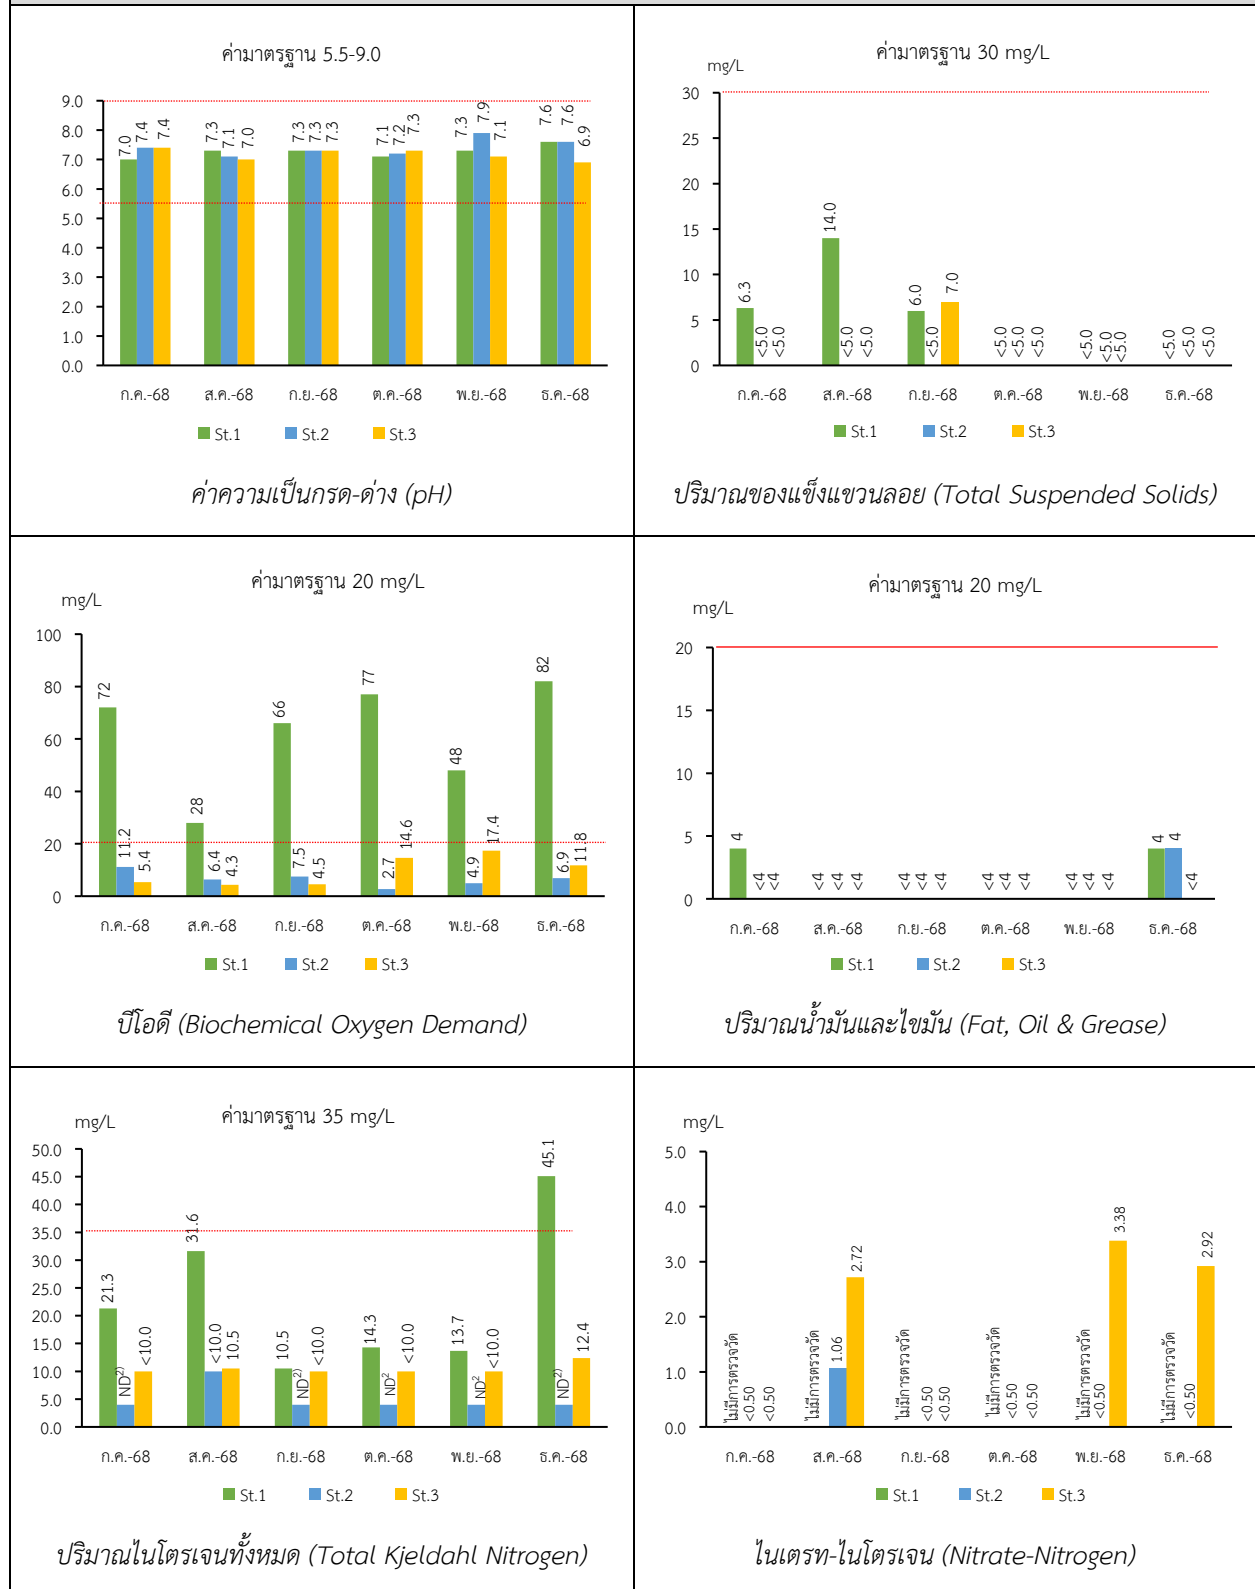 ค่ามาตรฐาน 5.5-9.0
9.0
8.0
7.0
6.0
5.0
4.0
3.0
2.0
1.0
0.0
7.0 7.4 7.4 7.3 7.1 7.0 7.3 7.3 7.3 7.1 7.2 7.3 7.3 7.9 7.1 7.6 7.6 6.9
ก.ค.-68 ส.ค.-68 ก.ย.-68 ต.ค.-68 พ.ย.-68 ธ.ค.-68
St.1 St.2 St.3
ค่าความเป็นกรด-ด่าง (pH)
ค่ามาตรฐาน 30 mg/L
mg/L
30
25
20
15
10
5
0
6.3 <5.0 <5.0 14.0 <5.0 <5.0 6.0 <5.0 7.0 <5.0 <5.0 <5.0 <5.0 <5.0 <5.0 <5.0 <5.0 <5.0
ก.ค.-68 ส.ค.-68 ก.ย.-68 ต.ค.-68 พ.ย.-68 ธ.ค.-68
St.1 St.2 St.3
ปริมาณของแข็งแขวนลอย (Total Suspended Solids)
ค่ามาตรฐาน 20 mg/L
mg/L
100
80
60
40
20
0
72 11.2 5.4 28 6.4 4.3 66 7.5 4.5 77 2.7 14.6 48 4.9 17.4 82 6.9 11.8
ก.ค.-68 ส.ค.-68 ก.ย.-68 ต.ค.-68 พ.ย.-68 ธ.ค.-68
St.1 St.2 St.3
บีโอดี (Biochemical Oxygen Demand)
ค่ามาตรฐาน 20 mg/L
mg/L
20
15
10
5
0
4 <4 <4 <4 <4 <4 <4 <4 <4 <4 <4 <4 <4 <4 <4 4 4 <4
ก.ค.-68 ส.ค.-68 ก.ย.-68 ต.ค.-68 พ.ย.-68 ธ.ค.-68
St.1 St.2 St.3
ปริมาณน้ำมันและไขมัน (Fat, Oil & Grease)
ค่ามาตรฐาน 35 mg/L
mg/L
50.0
45.0
40.0
35.0
30.0
25.0
20.0
15.0
10.0
5.0
0.0
21.3 ND²⁾ <10.0 31.6 <10.0 10.5 10.5 ND²⁾ <10.0 14.3 ND² <10.0 13.7 ND² <10.0 45.1 ND²⁾ 12.4
ก.ค.-68 ส.ค.-68 ก.ย.-68 ต.ค.-68 พ.ย.-68 ธ.ค.-68
St.1 St.2 St.3
ปริมาณไนโตรเจนทั้งหมด (Total Kjeldahl Nitrogen)
mg/L
5.0
4.0
3.0
2.0
1.0
0.0
ไม่มีการตรวจวัด <0.50 <0.50 ไม่มีการตรวจวัด 1.06 2.72 ไม่มีการตรวจวัด <0.50 <0.50 ไม่มีการตรวจวัด <0.50 <0.50 ไม่มีการตรวจวัด <0.50 3.38 ไม่มีการตรวจวัด <0.50 2.92
ก.ค.-68 ส.ค.-68 ก.ย.-68 ต.ค.-68 พ.ย.-68 ธ.ค.-68
St.1 St.2 St.3
ไนเตรท-ไนโตรเจน (Nitrate-Nitrogen)